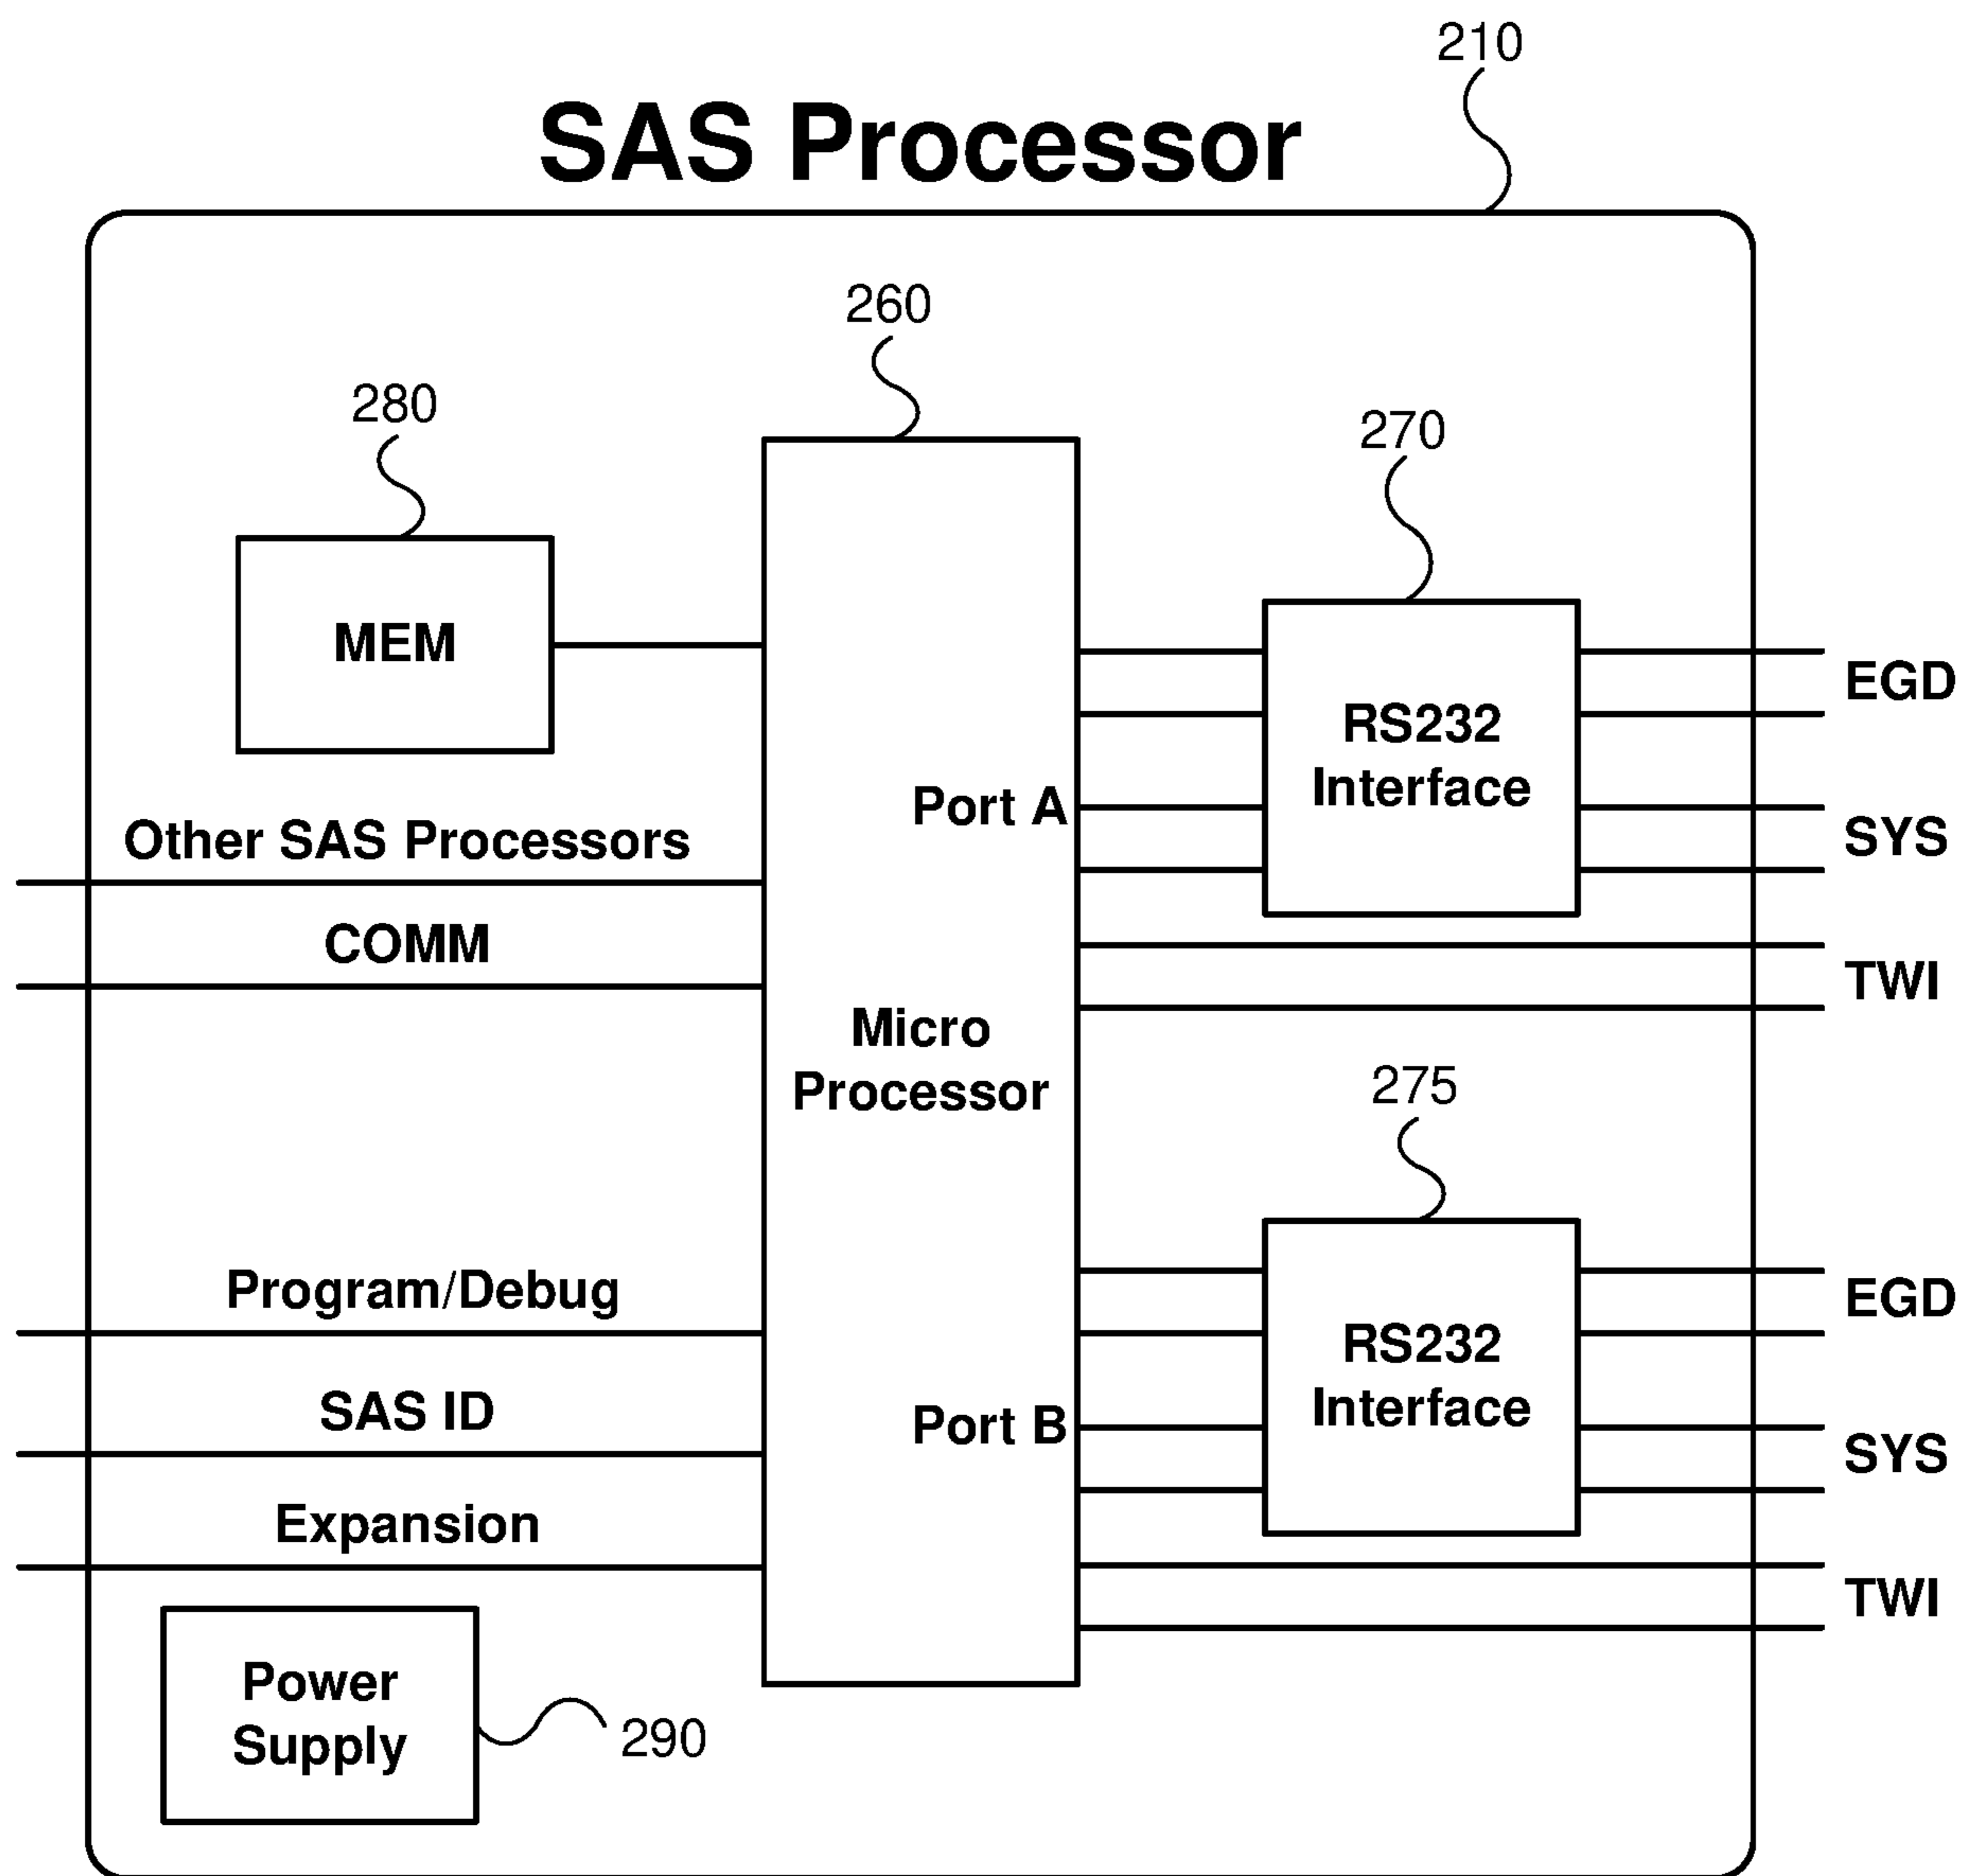 210
SAS Processor
260
280
270
MEM
EGD
RS232
Interface
Port A
Other SAS Processors
SYS
COMM
TWI
Micro
Processor
275
Program/Debug
EGD
RS232
Interface
SAS ID
Port B
SYS
Expansion
TWI
Power
Supply
290